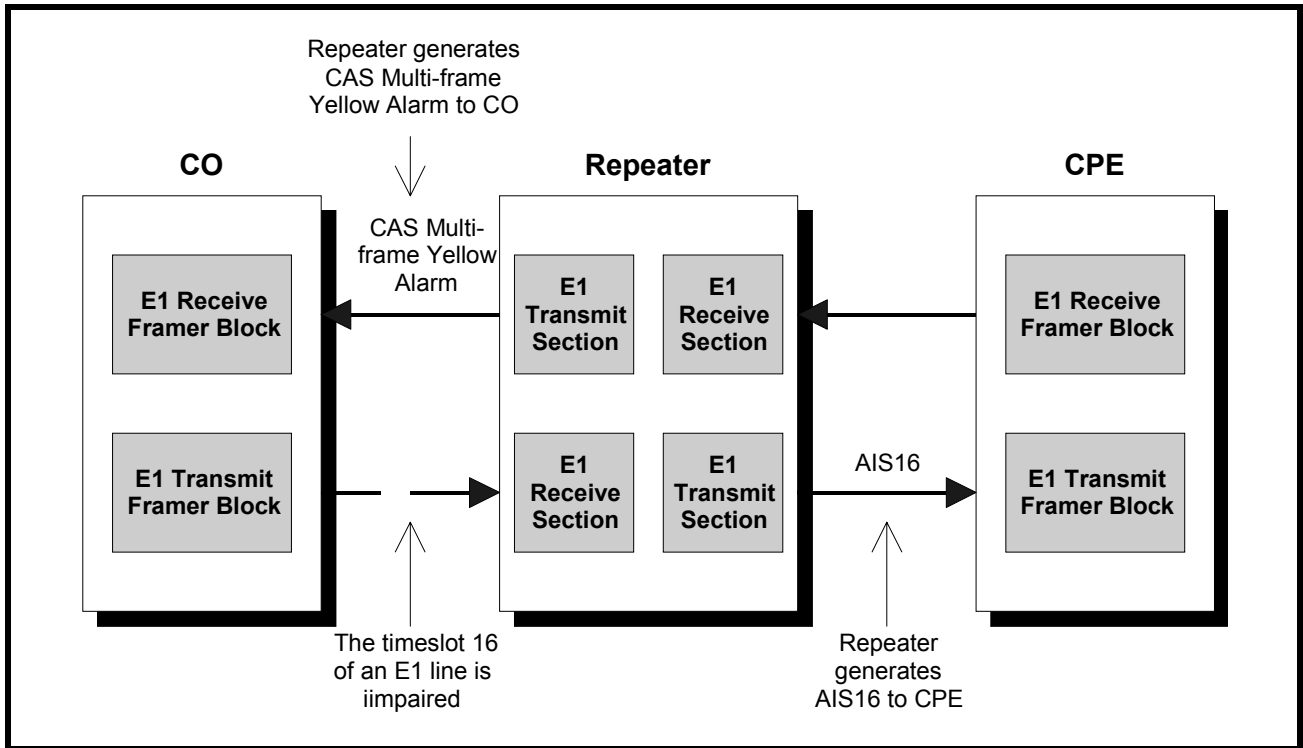 Repeater generates
CAS Multi-frame
Yellow Alarm to CO
CO
Repeater
CPE
CAS Multi-
frame Yellow
Alarm
E1 Receive
Framer Block
E1
Transmit
Section
E1
Receive
Section
E1 Receive
Framer Block
E1 Transmit
Framer Block
E1
Receive
Section
E1
Transmit
Section
AIS16
E1 Transmit
Framer Block
The timeslot 16
of an E1 line is
iimpaired
Repeater
generates
AIS16 to CPE